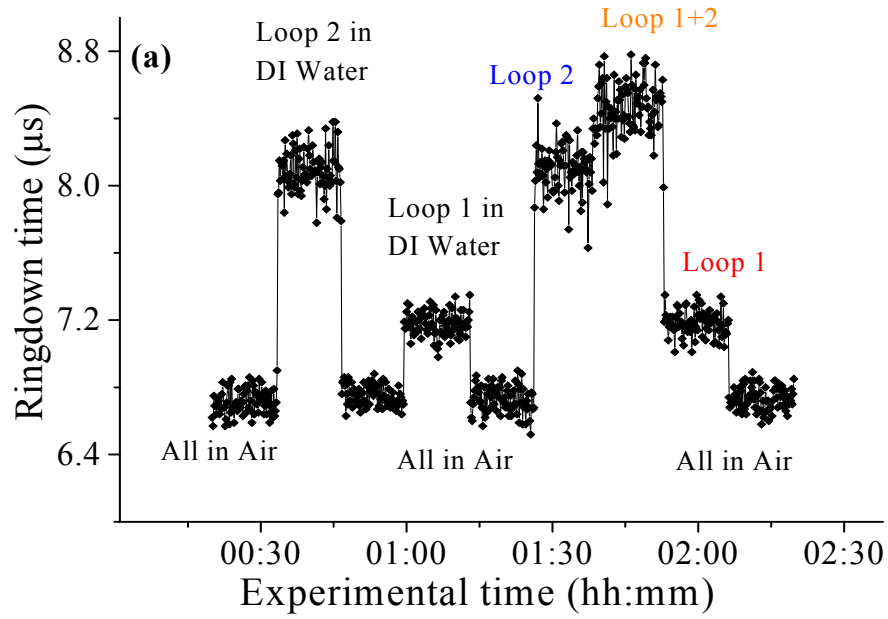 (a)
Loop 2 in
DI Water
Loop 1 in
DI Water
Loop 2
Loop 1+2
Loop 1
All in Air
All in Air
All in Air
8.8
8.0
7.2
6.4
Ringdown time (μs)
00:30
01:00
01:30
02:00
02:30
Experimental time (hh:mm)